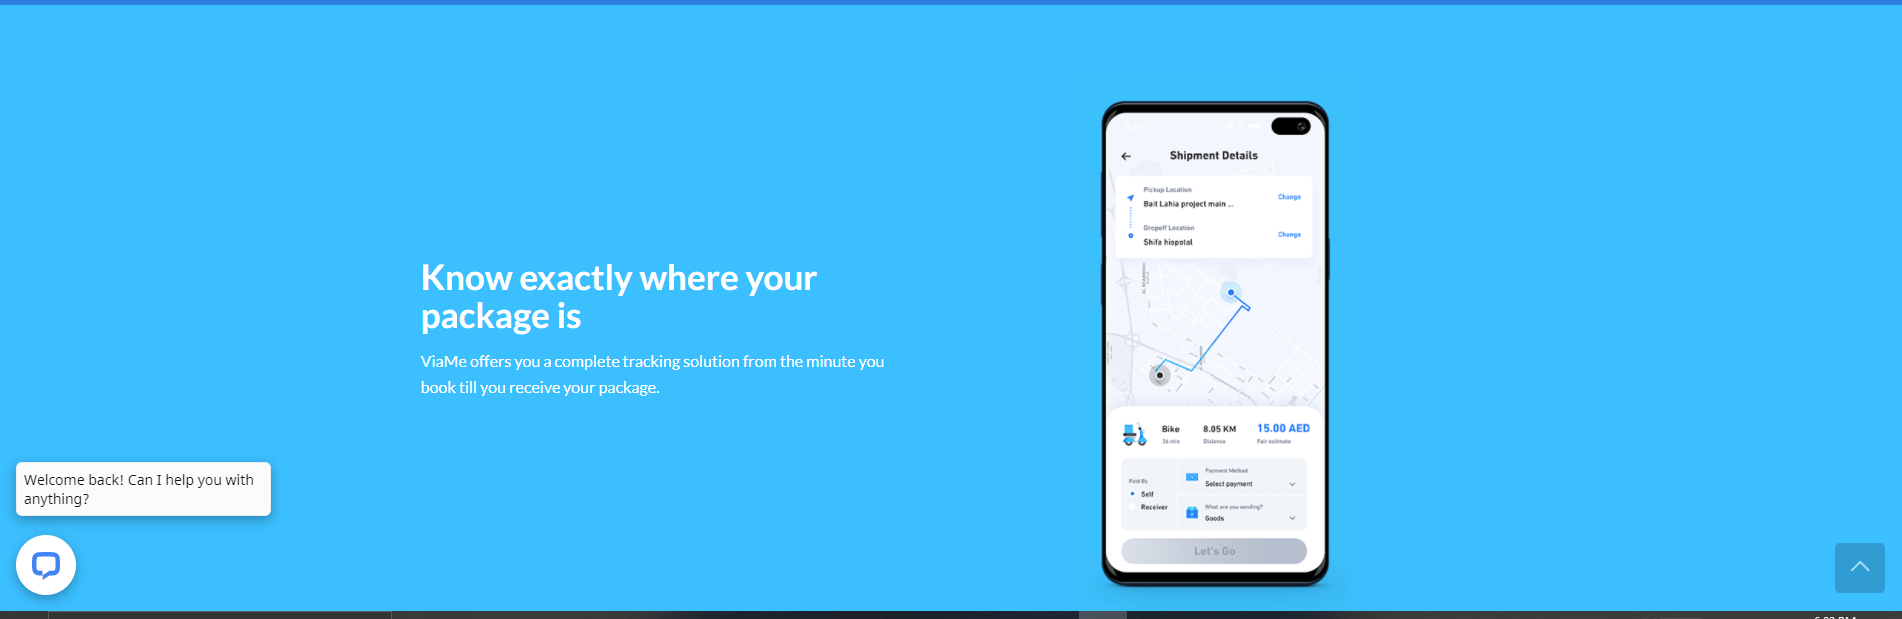 Know exactly where your
package is
ViaMe offers you a complete tracking solution from the minute you
book till you receive your package.
Welcome back! Can I help you with
anything?
Shipment Details
Pickup Location
Bait Lahia project main ...
Change
Dropoff Location
Shifa hispotal
Change
Bike
8.05 KM
15.00 AED
36 min
Distance
Fair estimate
Paid By
Self
Receiver
Payment Method
Select payment
What are you sending?
Goods
Let's Go